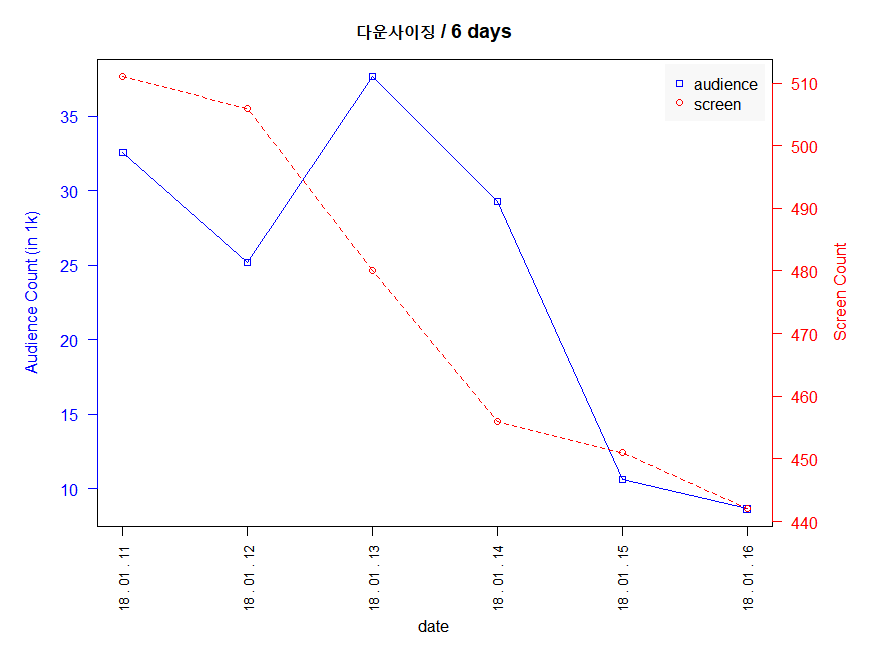 다운사이징 / 6 days
audience
screen
Audience Count (in 1k)
35
30
25
20
15
10
510
500
490
480
470
460
450
440
Screen Count
18 . 01 . 11
18 . 01 . 12
18 . 01 . 13
18 . 01 . 14
18 . 01 . 15
18 . 01 . 16
date